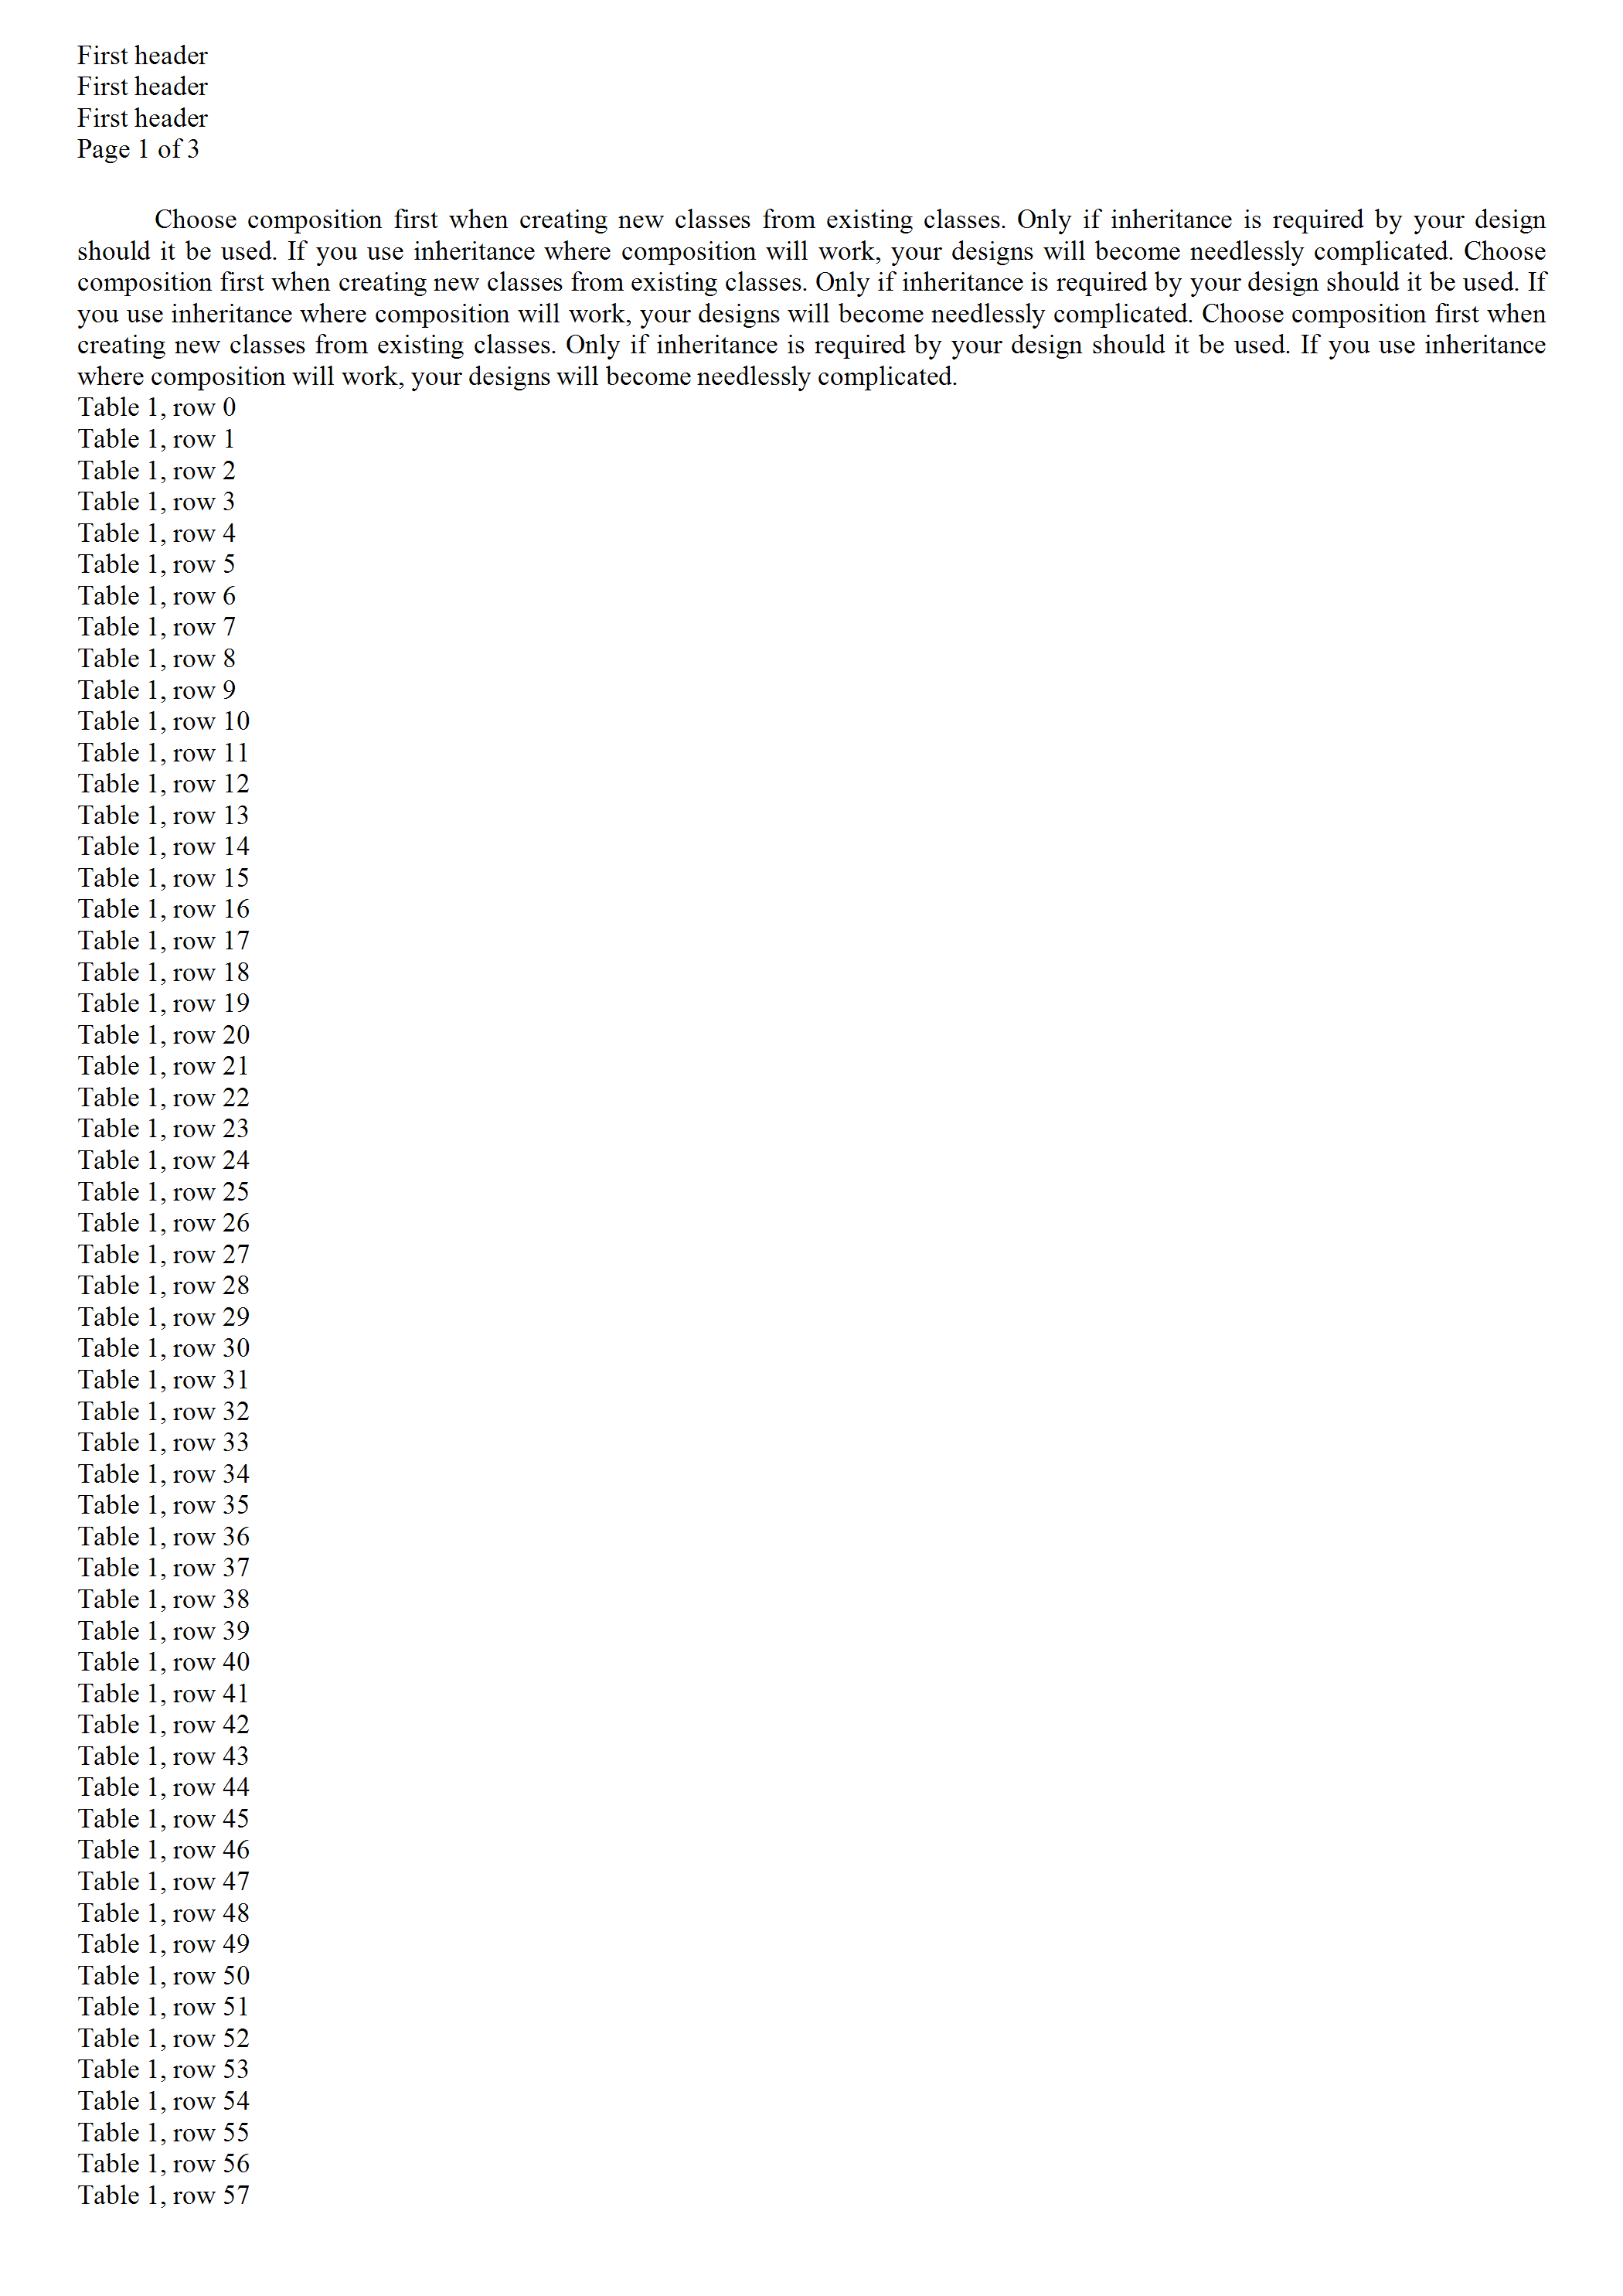 First header
First header
First header
Page 1 of 3
Choose composition first when creating new classes from existing classes. Only if inheritance is required by your design
should it be used. If you use inheritance where composition will work, your designs will become needlessly complicated. Choose
composition first when creating new classes from existing classes. Only if inheritance is required by your design should it be used. If
you use inheritance where composition will work, your designs will become needlessly complicated. Choose composition first when
creating new classes from existing classes. Only if inheritance is required by your design should it be used. If you use inheritance
where composition will work, your designs will become needlessly complicated.
Table 1, row 0
Table 1, row 1
Table 1, row 2
Table 1, row 3
Table 1, row 4
Table 1, row 5
Table 1, row 6
Table 1, row 7
Table 1, row 8
Table 1, row 9
Table 1, row 10
Table 1, row 11
Table 1, row 12
Table 1, row 13
Table 1, row 14
Table 1, row 15
Table 1, row 16
Table 1, row 17
Table 1, row 18
Table 1, row 19
Table 1, row 20
Table 1, row 21
Table 1, row 22
Table 1, row 23
Table 1, row 24
Table 1, row 25
Table 1, row 26
Table 1, row 27
Table 1, row 28
Table 1, row 29
Table 1, row 30
Table 1, row 31
Table 1, row 32
Table 1, row 33
Table 1, row 34
Table 1, row 35
Table 1, row 36
Table 1, row 37
Table 1, row 38
Table 1, row 39
Table 1, row 40
Table 1, row 41
Table 1, row 42
Table 1, row 43
Table 1, row 44
Table 1, row 45
Table 1, row 46
Table 1, row 47
Table 1, row 48
Table 1, row 49
Table 1, row 50
Table 1, row 51
Table 1, row 52
Table 1, row 53
Table 1, row 54
Table 1, row 55
Table 1, row 56
Table 1, row 57